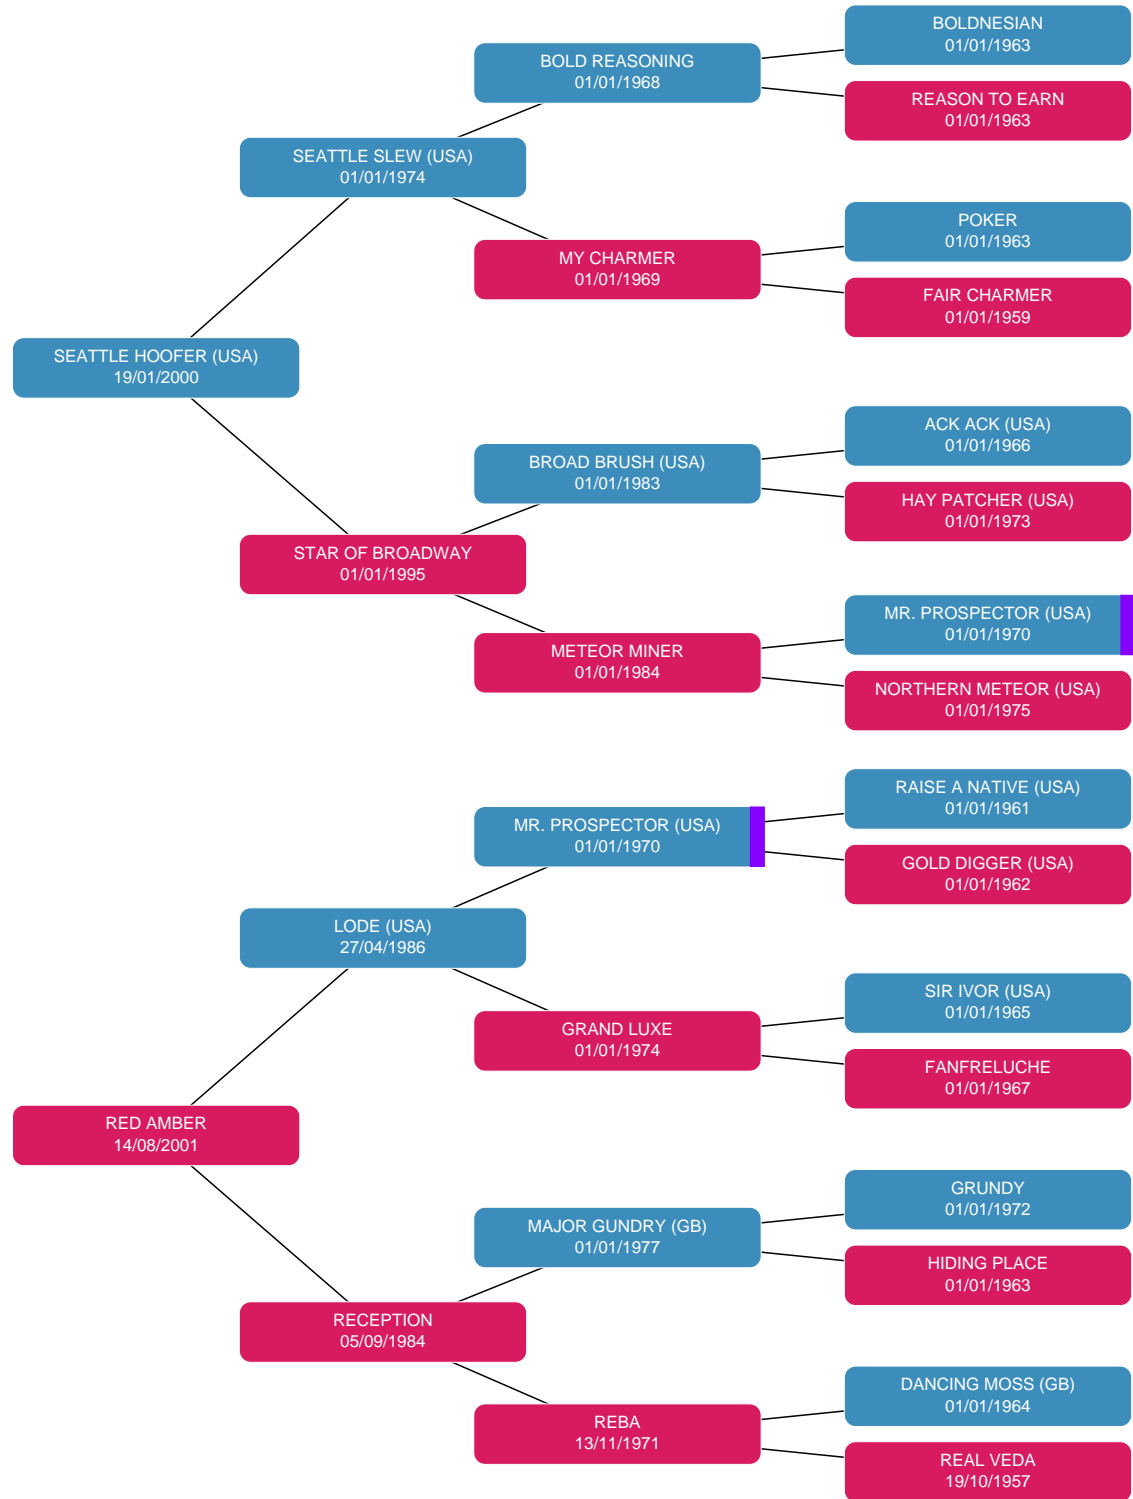 BOLDNESIAN
01/01/1963
BOLD REASONING
01/01/1968
REASON TO EARN
01/01/1963
SEATTLE SLEW (USA)
01/01/1974
POKER
01/01/1963
MY CHARMER
01/01/1969
FAIR CHARMER
01/01/1959
SEATTLE HOOFER (USA)
19/01/2000
ACK ACK (USA)
01/01/1966
BROAD BRUSH (USA)
01/01/1983
HAY PATCHER (USA)
01/01/1973
STAR OF BROADWAY
01/01/1995
MR. PROSPECTOR (USA)
01/01/1970
METEOR MINER
01/01/1984
NORTHERN METEOR (USA)
01/01/1975
RAISE A NATIVE (USA)
01/01/1961
MR. PROSPECTOR (USA)
01/01/1970
GOLD DIGGER (USA)
01/01/1962
LODE (USA)
27/04/1986
SIR IVOR (USA)
01/01/1965
GRAND LUXE
01/01/1974
FANFRELUCHE
01/01/1967
RED AMBER
14/08/2001
GRUNDY
01/01/1972
MAJOR GUNDRY (GB)
01/01/1977
HIDING PLACE
01/01/1963
RECEPTION
05/09/1984
DANCING MOSS (GB)
01/01/1964
REBA
13/11/1971
REAL VEDA
19/10/1957